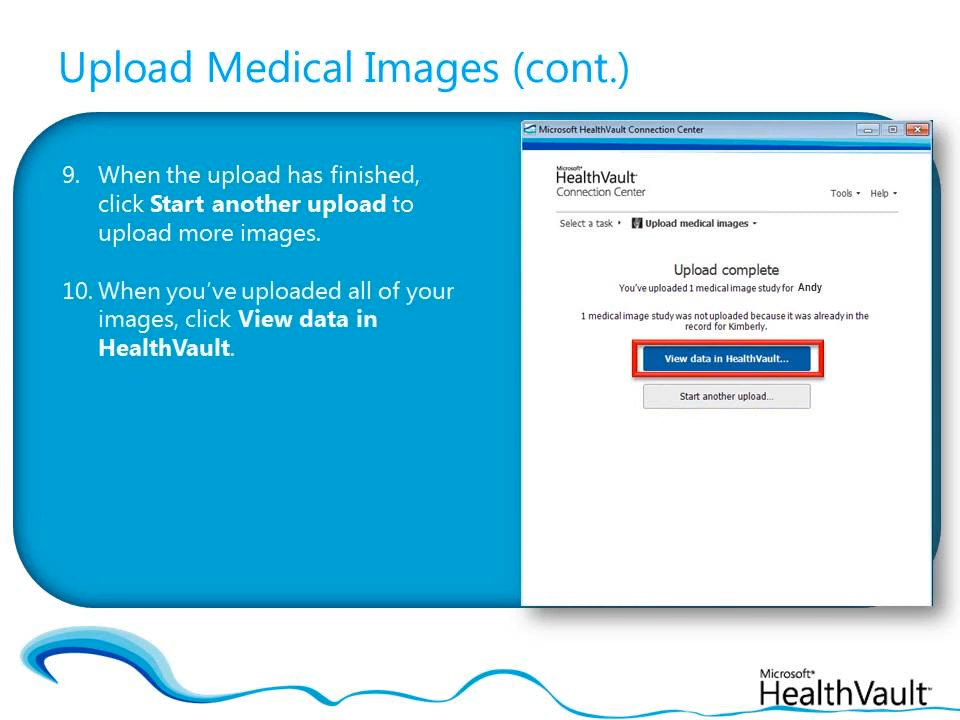 Upload Medical Images (cont.)
9. When the upload has finished,
click Start another upload to
upload more images.
10. When you've uploaded all of your
images, click View data in
HealthVault.
Microsoft HealthVault Connection Center
Microsoft®
HealthVault™
Connection Center
Tools Help
Select a task Upload medical images
Upload complete
You've uploaded 1 medical image study for Andy
1 medical image study was not uploaded because it was already in the
record for Kimberly.
View data in HealthVault...
Start another upload...
Microsoft®
HealthVault™